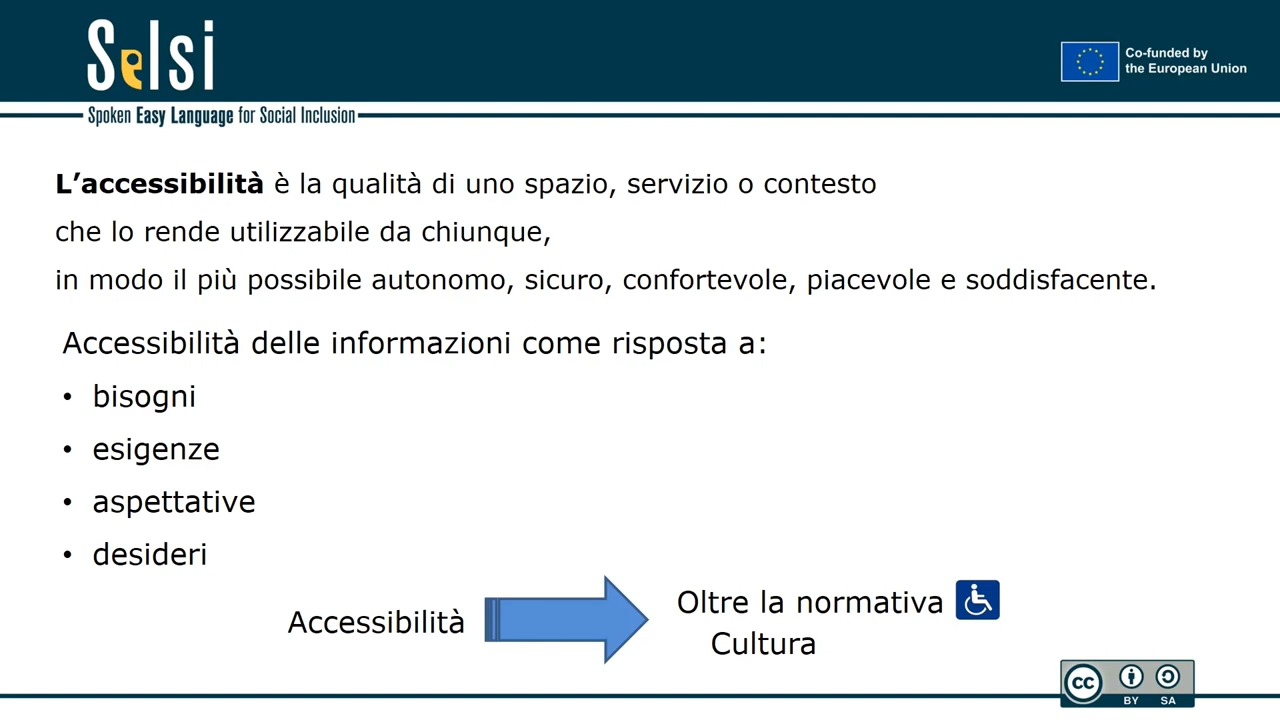 Selsi
Co-funded by
the European Union
Spoken Easy Language for Social Inclusion
L’accessibilità è la qualità di uno spazio, servizio o contesto
che lo rende utilizzabile da chiunque,
in modo il più possibile autonomo, sicuro, confortevole, piacevole e soddisfacente.
Accessibilità delle informazioni come risposta a:
• bisogni
• esigenze
• aspettative
• desideri
Accessibilità
Oltre la normativa
Cultura
cc
BY SA